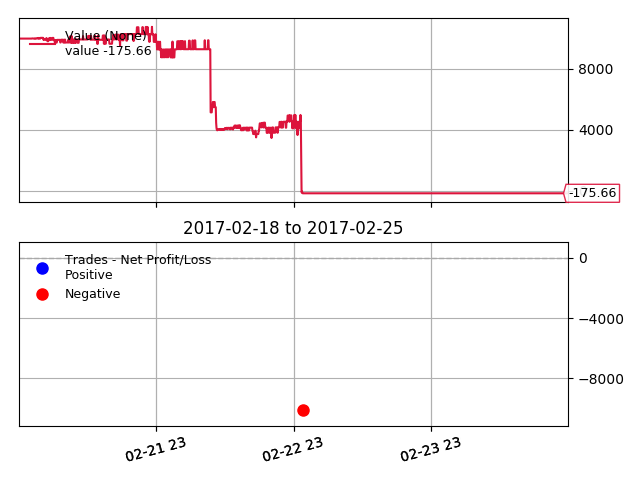 Value (None)
value -175.66
8000
4000
-175.66
2017-02-18 to 2017-02-25
Trades - Net Profit/Loss
Positive
Negative
0
−4000
−8000
02-21 23
02-22 23
02-23 23